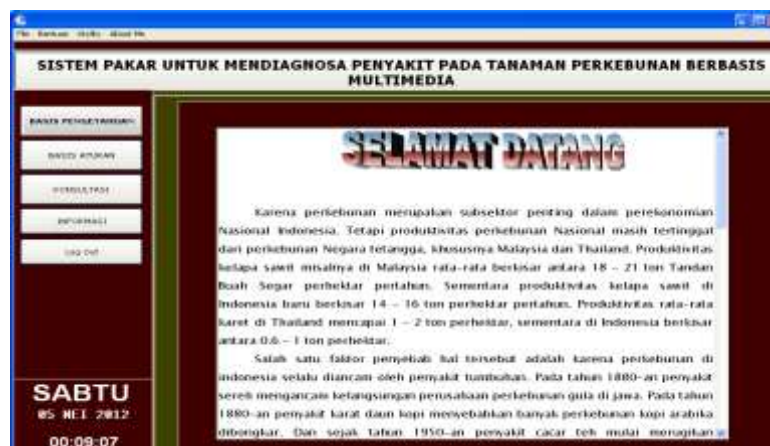 File Bantuan About Me
SISTEM PAKAR UNTUK MENDIAGNOSA PENYAKIT PADA TANAMAN PERKEBUNAN BERBASIS
MULTIMEDIA
BASIS PENGETAHUAN
BASIS ATURAN
KONSULTASI
INFORMASI
Log Out
SABTU
05 MEI 2012
00:09:07
SELAMAT DATANG
Karena perkebunan merupakan subsektor penting dalam perekonomian
Nasional Indonesia. Tetapi produktivitas perkebunan Nasional masih tertinggal
dari perkebunan Negara tetangga, khususnya Malaysia dan Thailand. Produktivitas
kelapa sawit misalnya di Malaysia rata-rata berkisar antara 18 – 21 ton Tandan
Buah Segar perhektar pertahun. Sementara produktivitas kelapa sawit di
Indonesia baru berkisar 14 – 16 ton perhektar pertahun. Produktivitas rata-rata
karet di Thailand mencapai 1 – 2 ton perhektar, sementara di Indonesia berkisar
antara 0.6 – 1 ton perhektar.
Salah satu faktor penyebab hal tersebut adalah karena perkebunan di
indonesia selalu diancam oleh penyakit tumbuhan. Pada tahun 1880-an penyakit
sereh mengancam kelangsungan perusahaan perkebunan gula di jawa. Pada tahun
1880-an penyakit karat daun kopi menyebabkan banyak perkebunan kopi arabika
dibongkar. Dan sejak tahun 1950-an penyakit cacar teh mulai merugikan